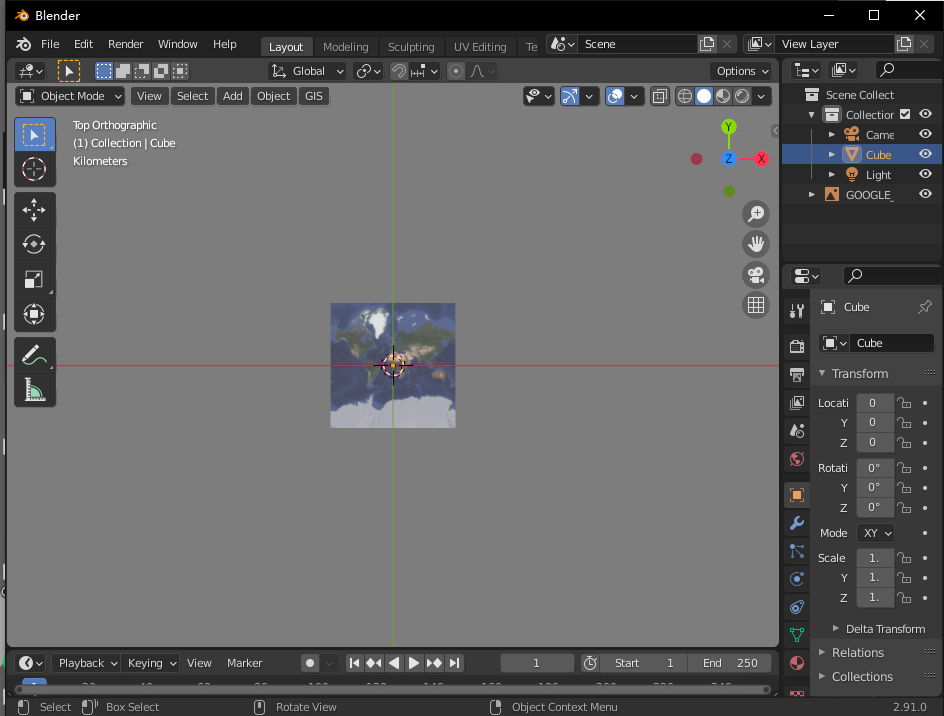 Blender
File Edit Render Window Help Layout Modeling Sculpting UV Editing Te Scene View Layer
Global Options
Object Mode View Select Add Object GIS
Top Orthographic
(1) Collection | Cube
Kilometers
Y
Z X
Scene Collect
Collection
Came
Cube
Light
GOOGLE_
Cube
Cube
Transform
Locati 0
Y 0
Z 0
Rotati 0°
Y 0°
Z 0°
Mode XY
Scale 1.
Y 1.
Z 1.
Delta Transform
Relations
Collections
Playback Keying View Marker 1 Start 1 End 250
Select Box Select Rotate View Object Context Menu 2.91.0